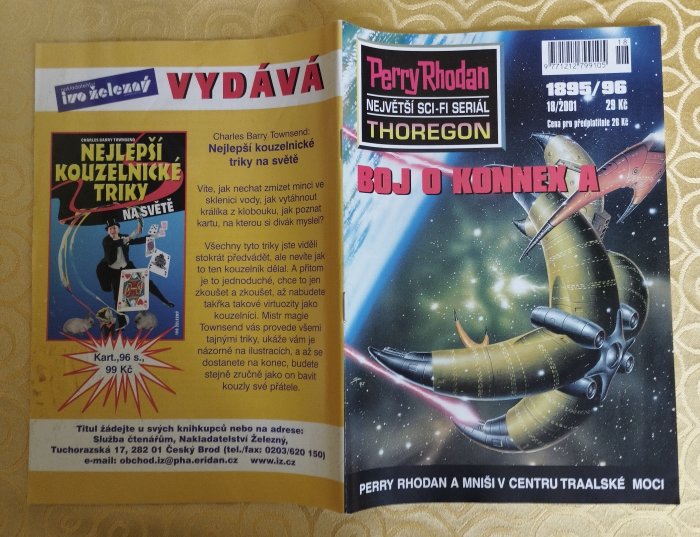 nakladatelství
ivo železný
VYDÁVÁ
CHARLES BARRY TOWNSEND
NEJLEPŠÍ
KOUZELNICKÉ
TRIKY
NA SVĚTĚ
IVO ŽELEZNÝ
Kart.,96 s.,
99 Kč
Charles Barry Townsend:
Nejlepší kouzelnické
triky na světě
Víte, jak nechat zmizet minci ve
sklenici vody, jak vytáhnout
králíka z klobouku, jak poznat
kartu, na kterou si divák myslel?
Všechny tyto triky jste viděli
stokrát předvádět, ale nevíte jak
to ten kouzelník dělal. A přitom
je to jednoduché, chce to jen
zkoušet a zkoušet, až nabudete
takřka takové virtuozity jako
kouzelníci. Mistr magie
Townsend vás provede všemi
tajnými triky, ukáže vám je
názorně na ilustracích, a až se
dostanete na konec, budete
stejně zručně jako on bavit
kouzly své přátele.
Titul žádejte u svých knihkupců nebo na adrese:
Služba čtenářům, Nakladatelství Železný,
Tuchorazská 17, 282 01 Český Brod (tel./fax: 0203/620 150)
e-mail: obchod.iz@pha.eridan.cz www.iz.cz
Perry Rhodan
NEJVĚTŠÍ SCI-FI SERIÁL
THOREGON
18
9 771212 799105
1895/96
18/2001 29 Kč
Cena pro předplatitele 26 Kč
BOJ O KONNEX A
PERRY RHODAN A MNIŠI V CENTRU TRAALSKÉ MOCI